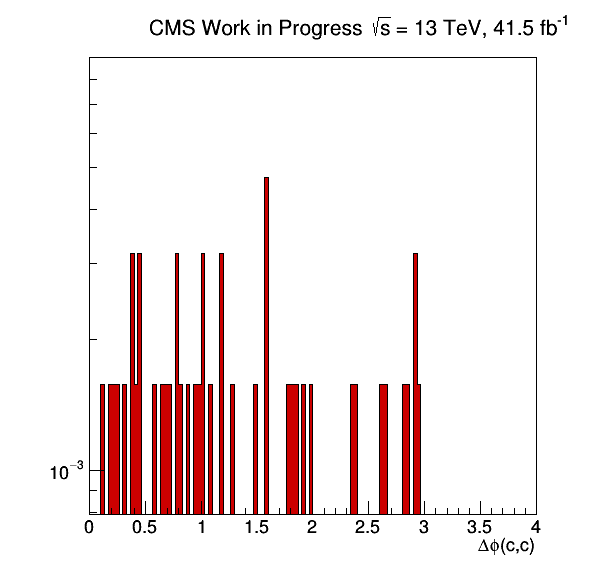 CMS Work in Progress √s = 13 TeV, 41.5 fb⁻¹
10⁻³
0 0.5 1 1.5 2 2.5 3 3.5 4
Δϕ(c,c)